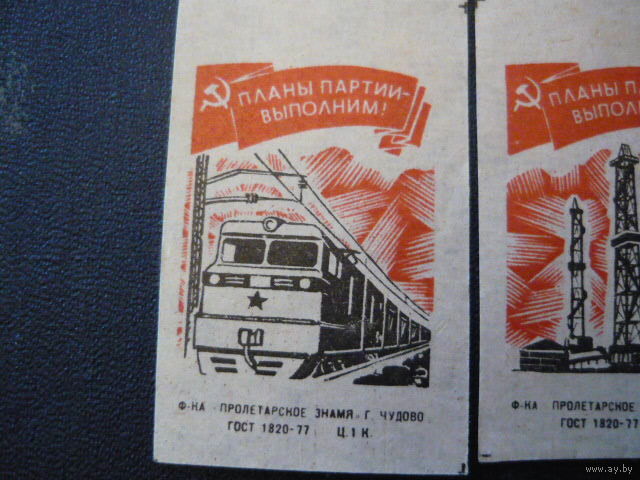 ПЛАНЫ ПАРТИИ-
ВЫПОЛНИМ!
Ф-КА «ПРОЛЕТАРСКОЕ ЗНАМЯ» Г. ЧУДОВО
ГОСТ 1820-77 Ц.1 К.
ПЛАНЫ П
ВЫПОЛ
Ф-КА «ПРОЛЕТАРСКОЕ
ГОСТ 1820-77
www.ay.by